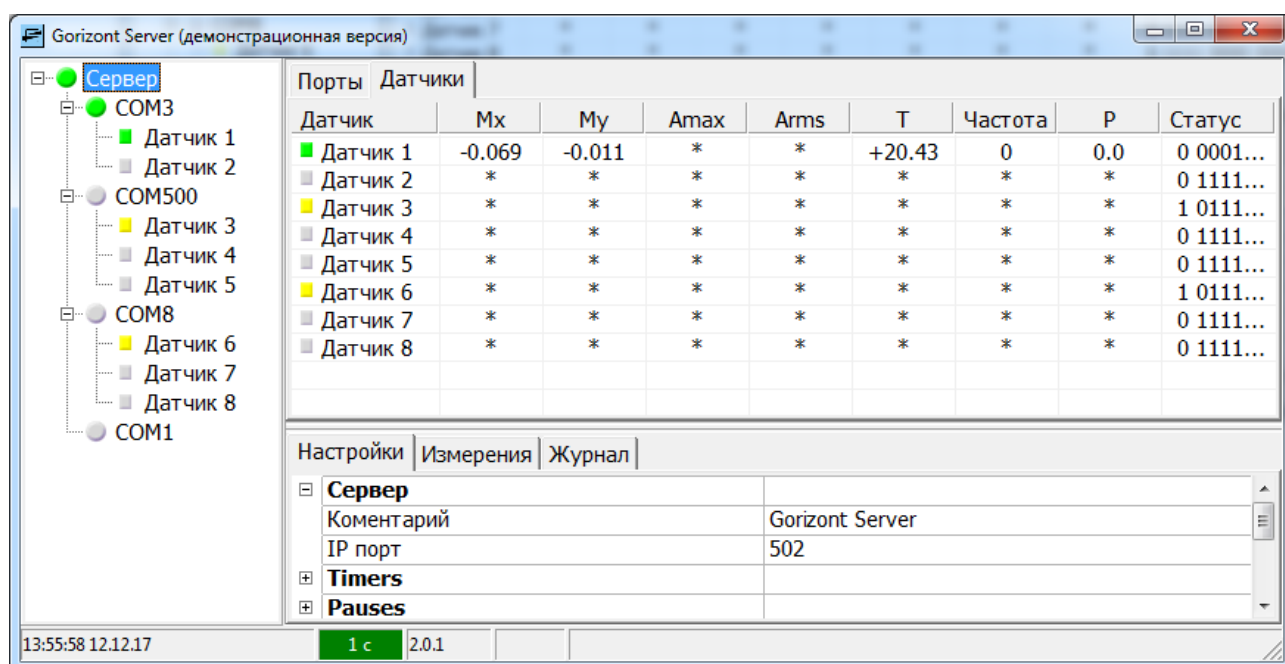 Gorizont Server (демонстрационная версия)
Сервер
COM3
Датчик 1
Датчик 2
COM500
Датчик 3
Датчик 4
Датчик 5
COM8
Датчик 6
Датчик 7
Датчик 8
COM1
Порты Датчики
Датчик Mx My Amax Arms T Частота P Статус
Датчик 1 -0.069 -0.011 * * +20.43 0 0.0 0 0001...
Датчик 2 * * * * * * * 0 1111...
Датчик 3 * * * * * * * 1 0111...
Датчик 4 * * * * * * * 0 1111...
Датчик 5 * * * * * * * 0 1111...
Датчик 6 * * * * * * * 1 0111...
Датчик 7 * * * * * * * 0 1111...
Датчик 8 * * * * * * * 0 1111...
Настройки Измерения Журнал
Сервер
Коментарий Gorizont Server
IP порт 502
Timers
Pauses
13:55:58 12.12.17 1 с 2.0.1